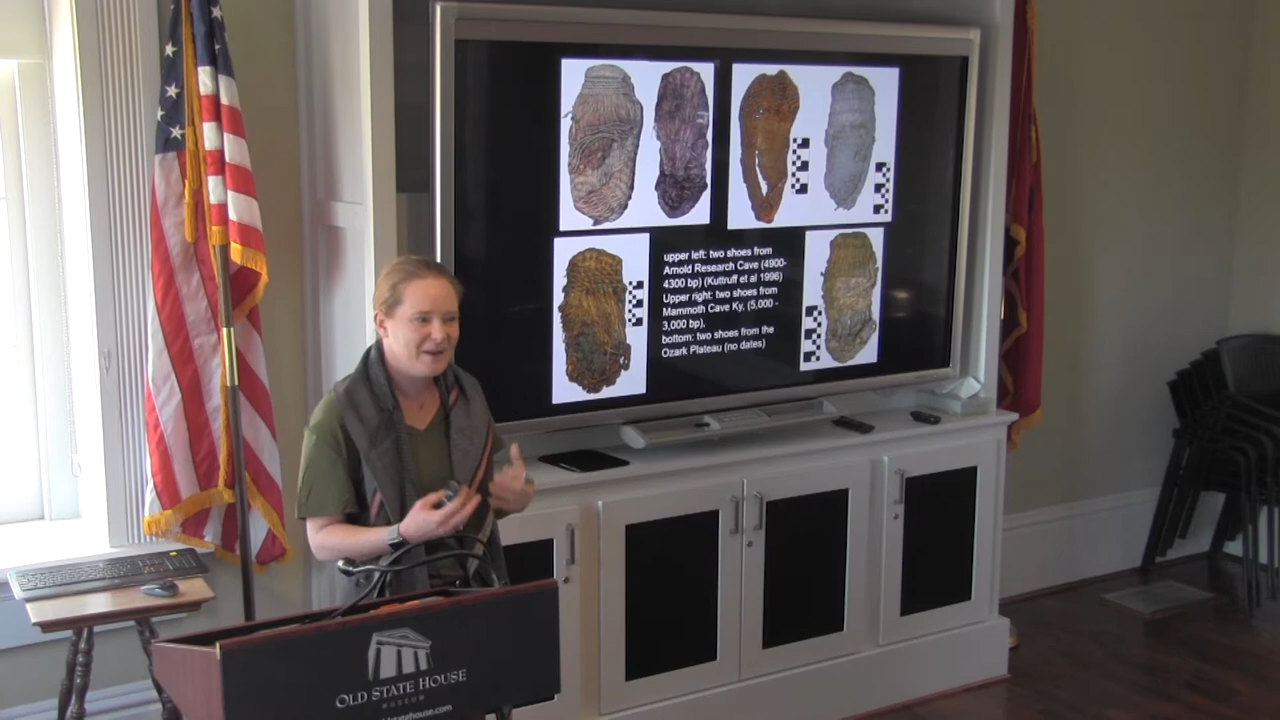 upper left: two shoes from
Arnold Research Cave (4900-
4300 bp) (Kuttruff et al 1996)
Upper right: two shoes from
Mammoth Cave Ky, (5,000 -
3,000 bp),
bottom: two shoes from the
Ozark Plateau (no dates)
OLD STATE HOUSE
MUSEUM
statehouse.com